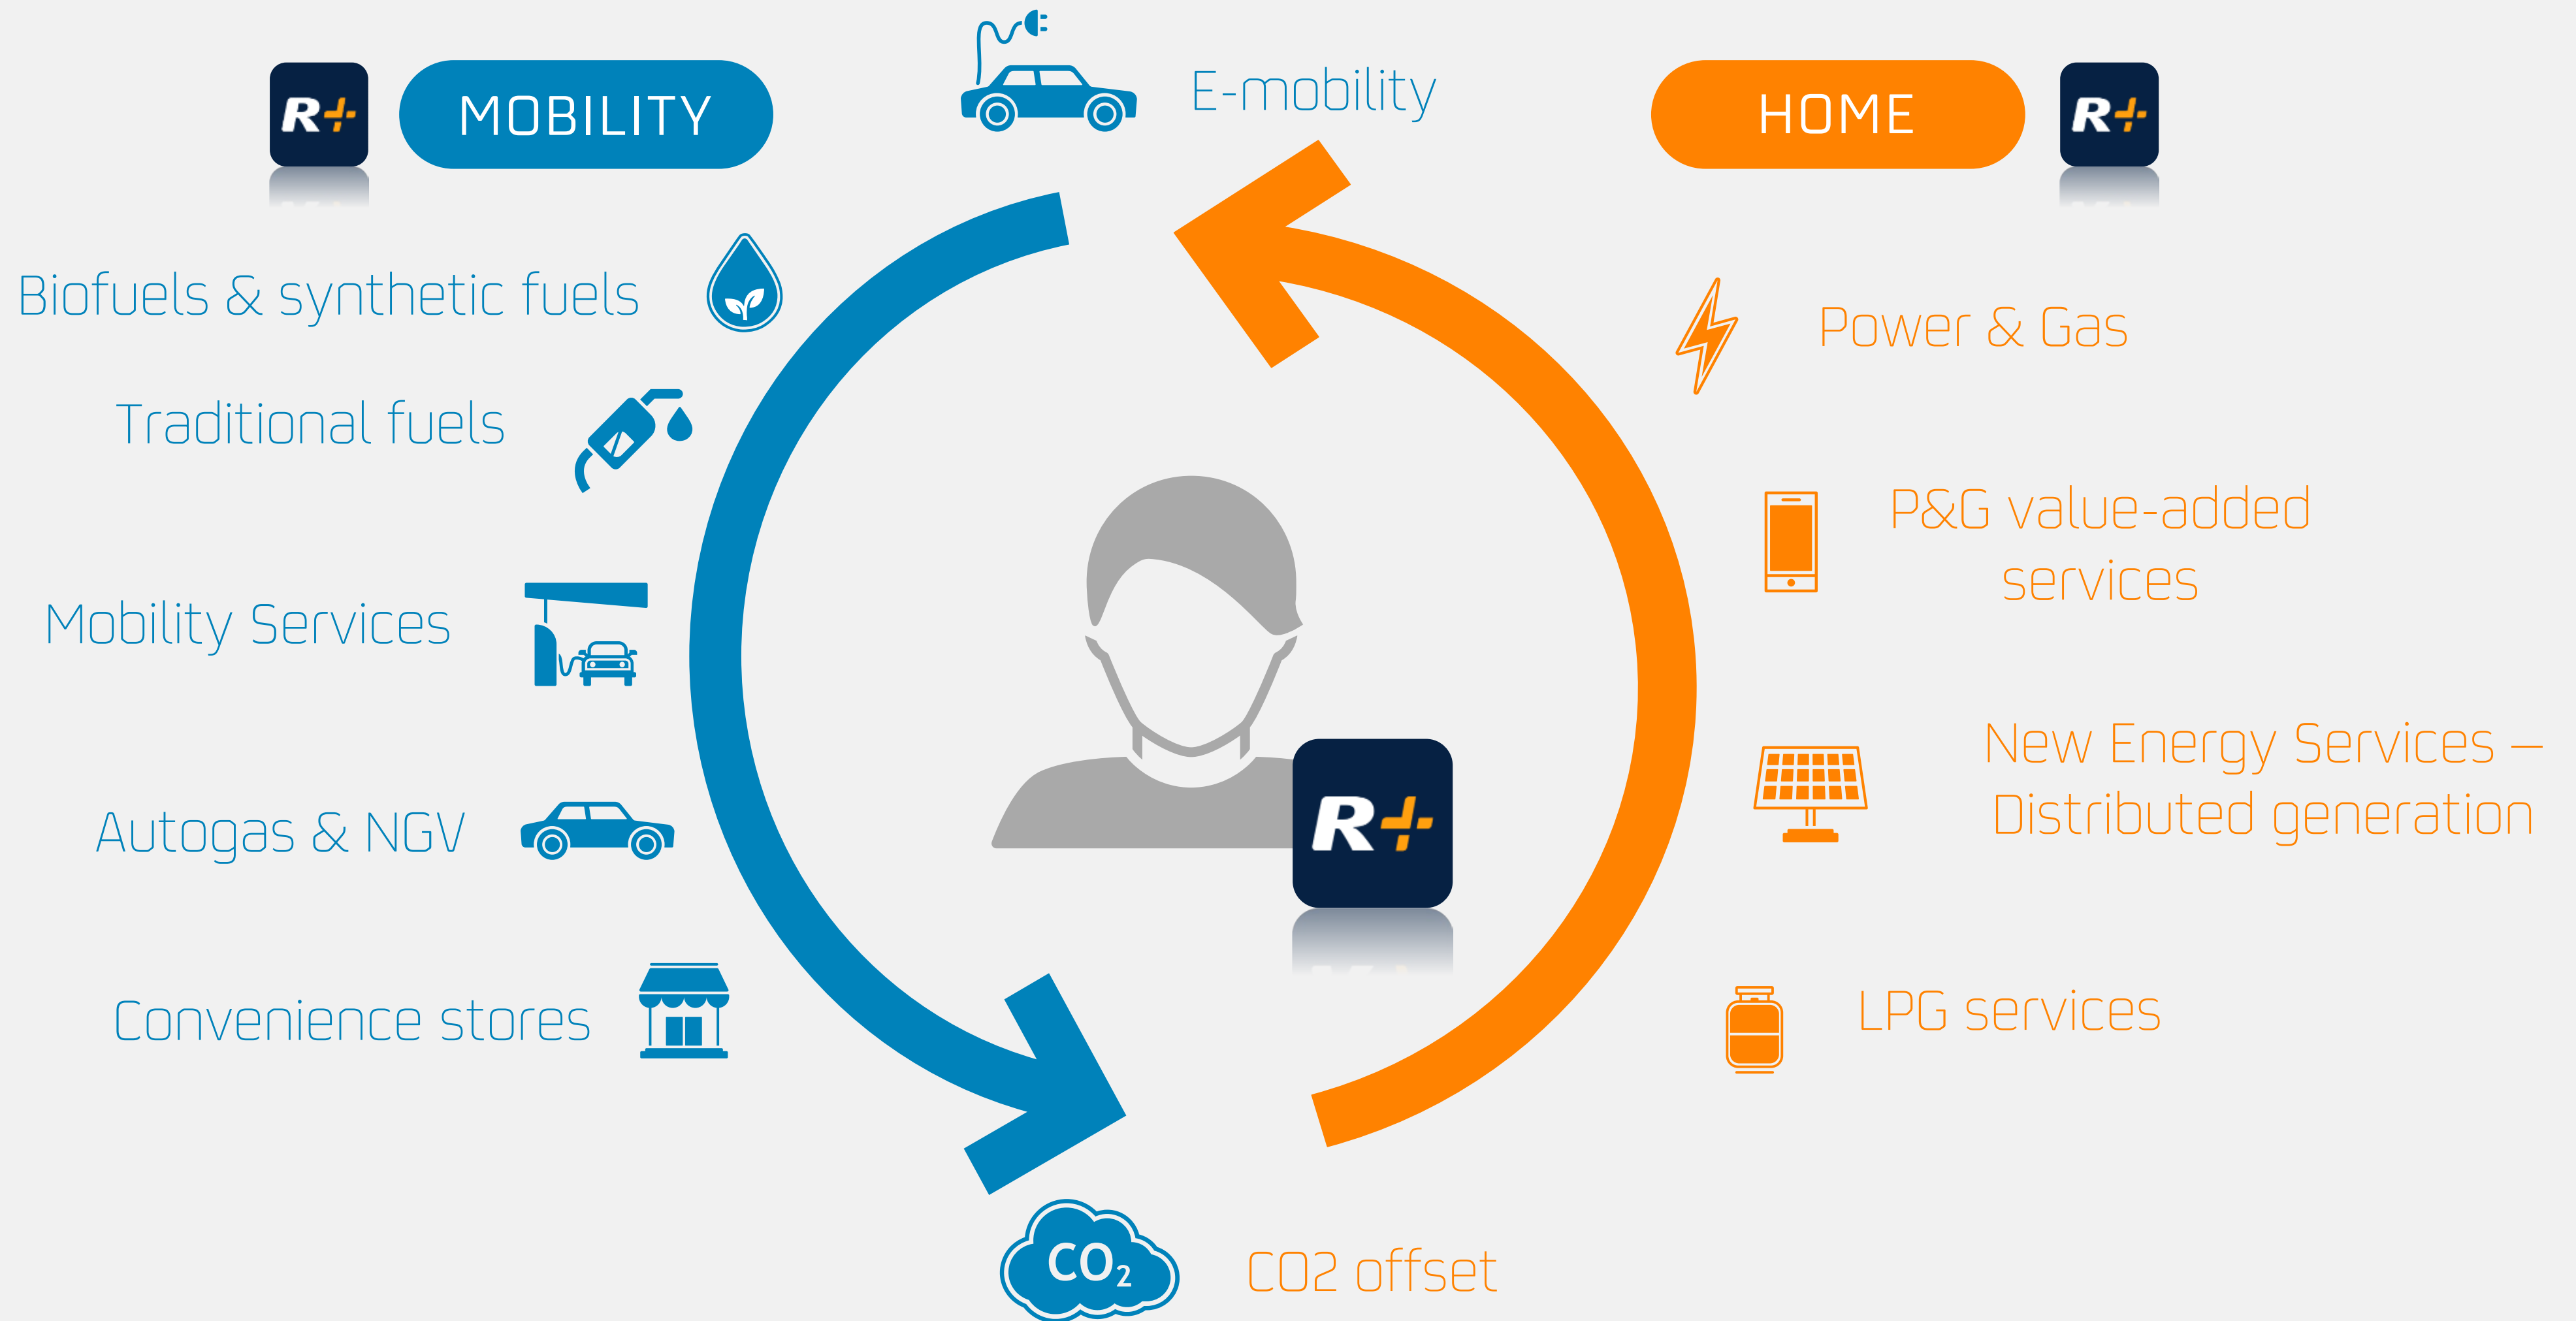 R+
MOBILITY
E-mobility
HOME
R+
Biofuels & synthetic fuels
Traditional fuels
Mobility Services
Autogas & NGV
Convenience stores
Power & Gas
P&G value-added
services
New Energy Services –
Distributed generation
LPG services
R+
CO₂
CO2 offset